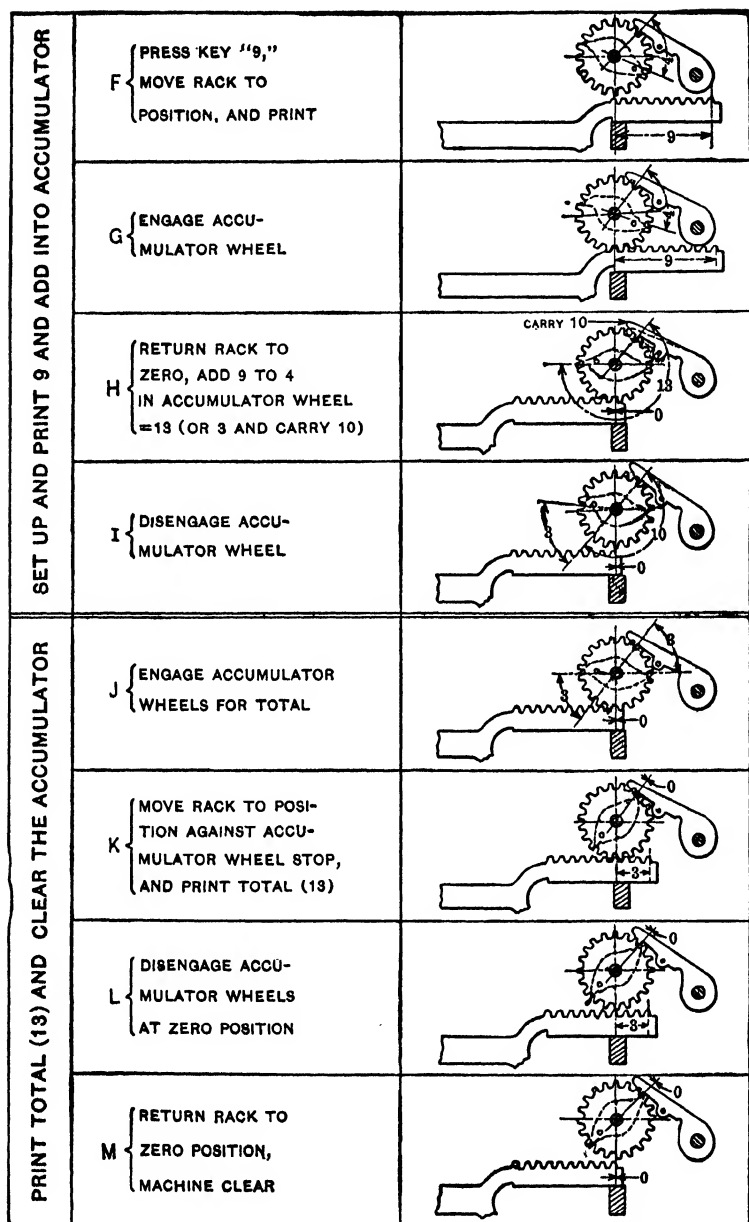 SET UP AND PRINT 9 AND ADD INTO ACCUMULATOR
F
PRESS KEY "9,"
MOVE RACK TO
POSITION, AND PRINT
4
9
G
ENGAGE ACCU-
MULATOR WHEEL
4
9
H
RETURN RACK TO
ZERO, ADD 9 TO 4
IN ACCUMULATOR WHEEL
=13 (OR 3 AND CARRY 10)
CARRY 10
13
0
I
DISENGAGE ACCU-
MULATOR WHEEL
3
10
0
PRINT TOTAL (13) AND CLEAR THE ACCUMULATOR
J
ENGAGE ACCUMULATOR
WHEELS FOR TOTAL
3
3
0
K
MOVE RACK TO POSI-
TION AGAINST ACCU-
MULATOR WHEEL STOP,
AND PRINT TOTAL (13)
0
3
L
DISENGAGE ACCU-
MULATOR WHEELS
AT ZERO POSITION
0
3
M
RETURN RACK TO
ZERO POSITION,
MACHINE CLEAR
0
0